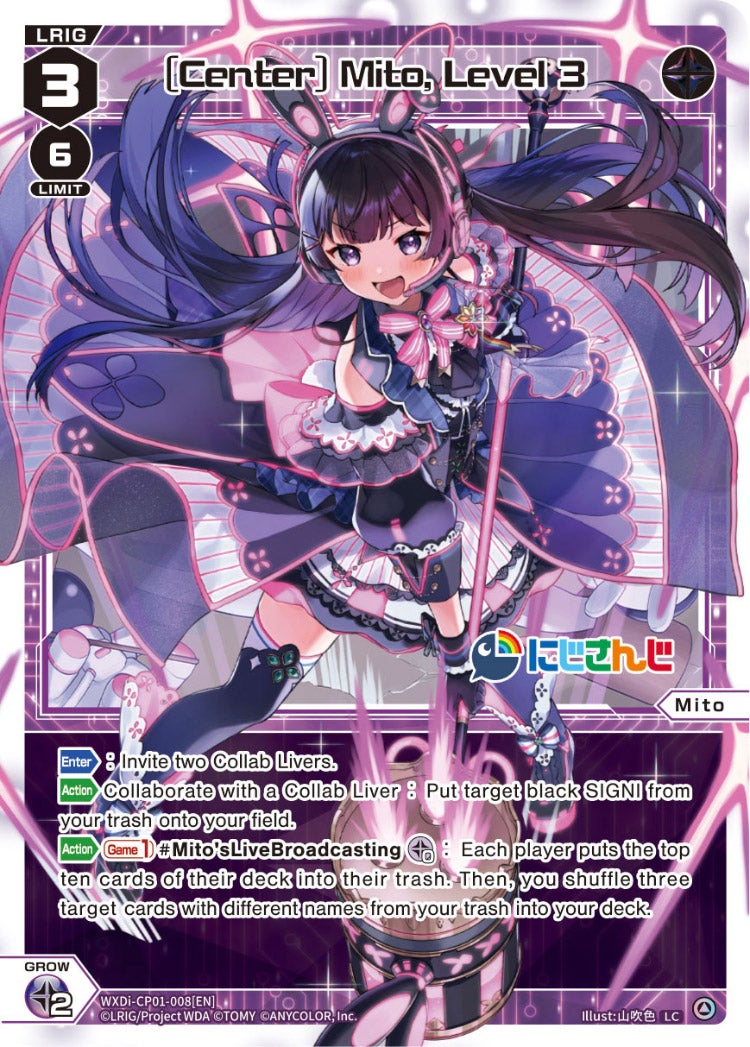 LRIG
3
[Center] Mito, Level 3
6
LIMIT
にじさんじ
Mito
Enter : Invite two Collab Livers.
Action Collaborate with a Collab Liver : Put target black SIGNI from
your trash onto your field.
Action Game 1 #Mito'sLiveBroadcasting 0 : Each player puts the top
ten cards of their deck into their trash. Then, you shuffle three
target cards with different names from your trash into your deck.
GROW
2
WXDi-CP01-008[EN]
©LRIG/Project WDA ©TOMY ©ANYCOLOR, Inc.
Illust:山吹色 LC